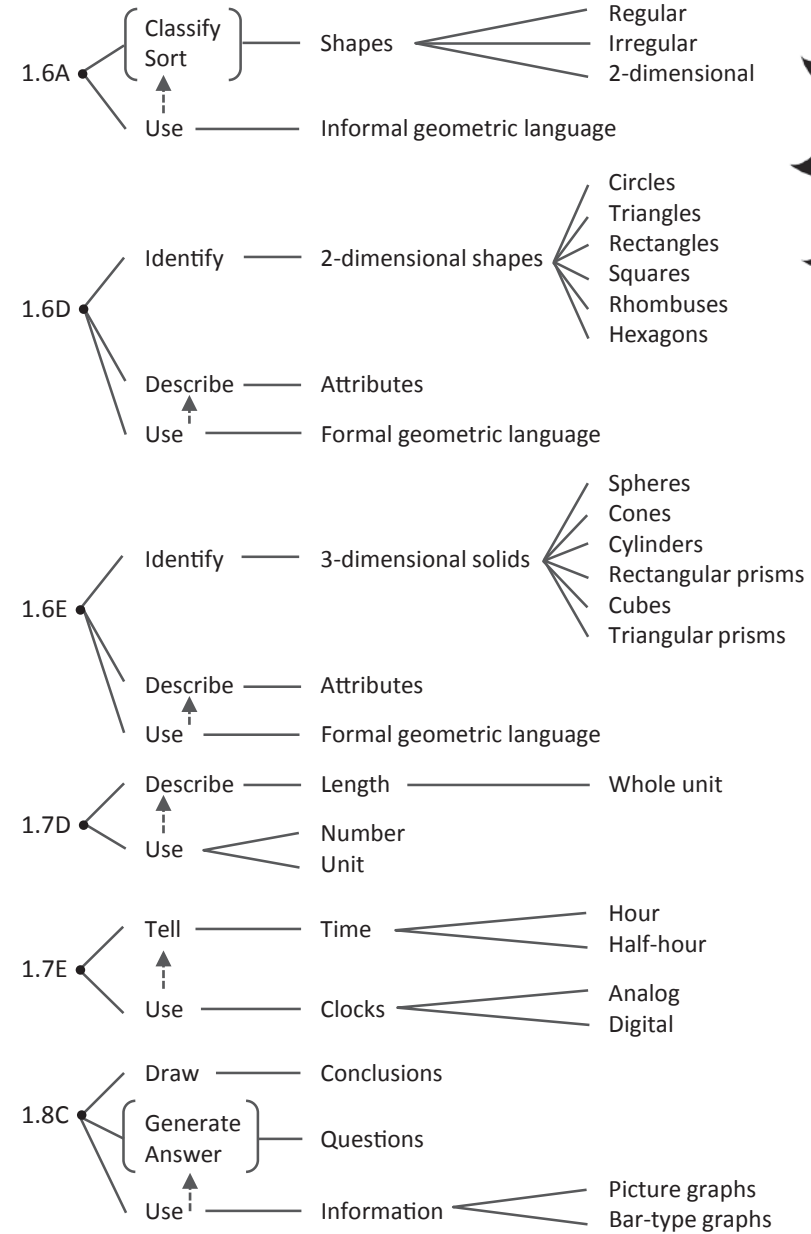 1.6A
Classify
Sort
Shapes
Regular
Irregular
2-dimensional
Use
Informal geometric language
1.6D
Identify
2-dimensional shapes
Circles
Triangles
Rectangles
Squares
Rhombuses
Hexagons
Describe
Attributes
Use
Formal geometric language
1.6E
Identify
3-dimensional solids
Spheres
Cones
Cylinders
Rectangular prisms
Cubes
Triangular prisms
Describe
Attributes
Use
Formal geometric language
1.7D
Describe
Length
Whole unit
Use
Number
Unit
1.7E
Tell
Time
Hour
Half-hour
Use
Clocks
Analog
Digital
1.8C
Draw
Conclusions
Generate
Answer
Questions
Use
Information
Picture graphs
Bar-type graphs